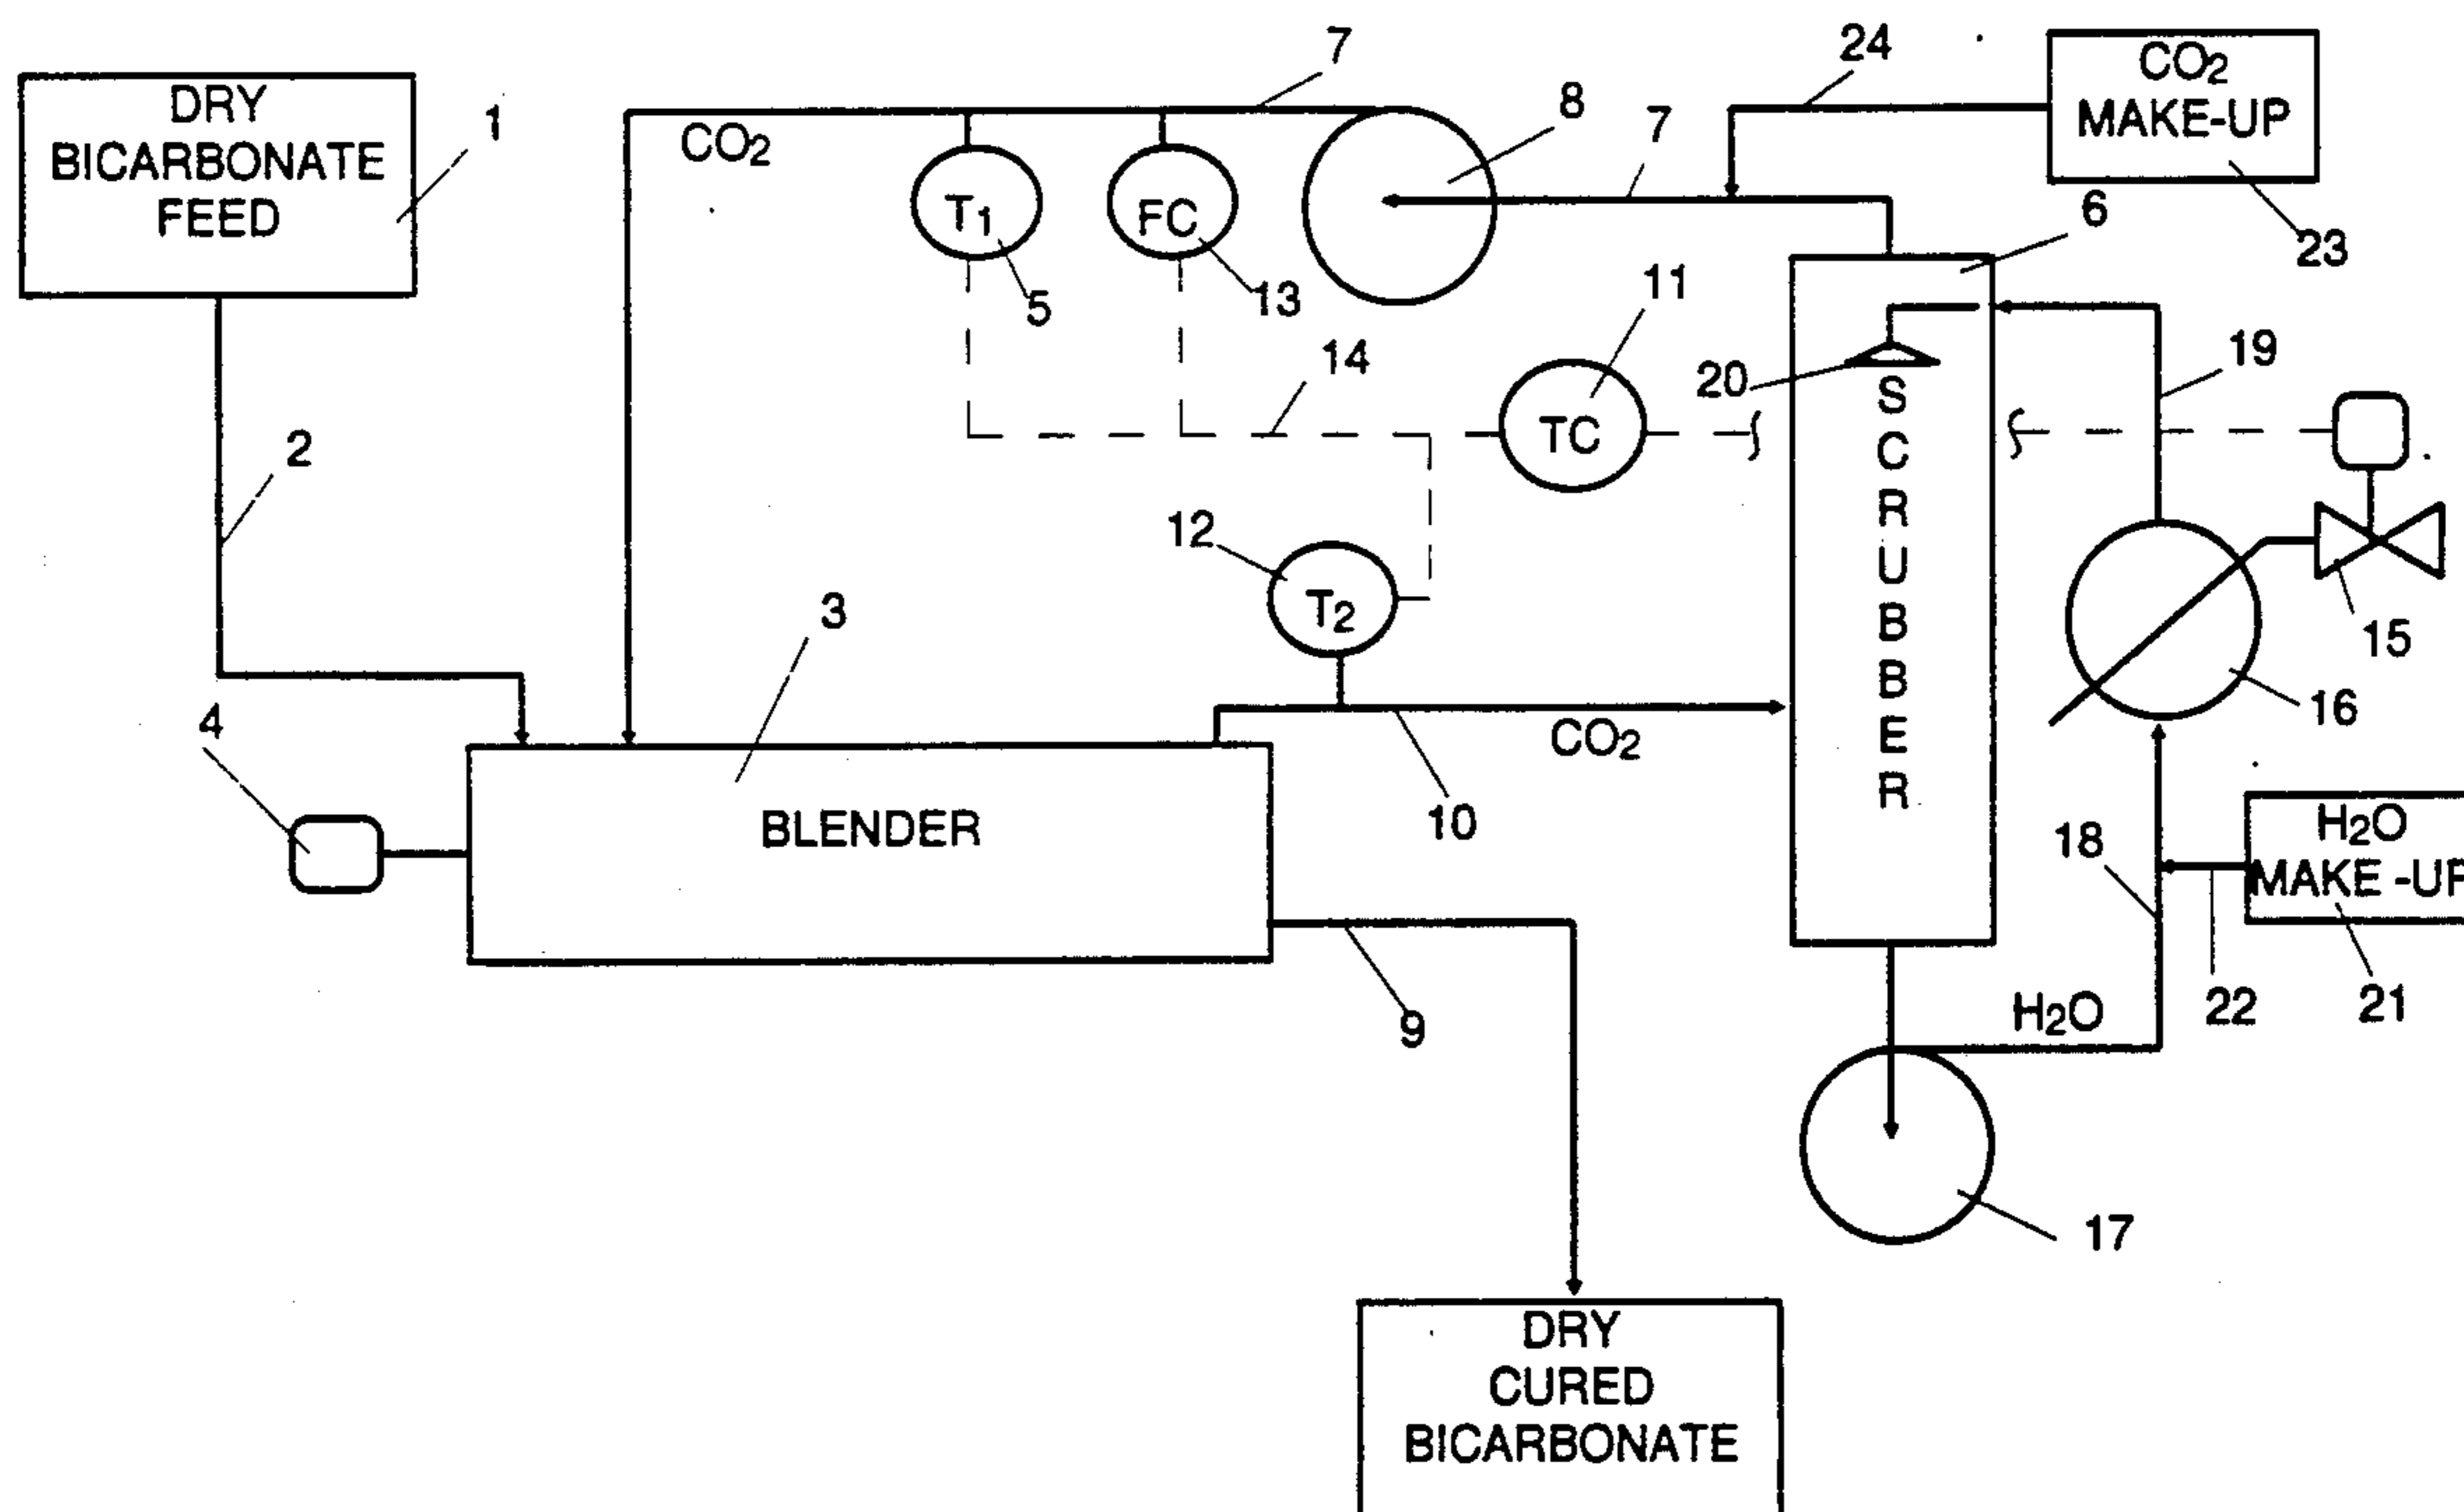 DRY
BICARBONATE
FEED
1
2
CO2
7
T1
5
FC
13
8
7
24
CO2
MAKE-UP
23
6
11
TC
14
20
19
SCRUBBER
12
T2
15
16
3
4
BLENDER
10
CO2
9
18
H2O
MAKE-UP
21
22
H2O
17
DRY
CURED
BICARBONATE